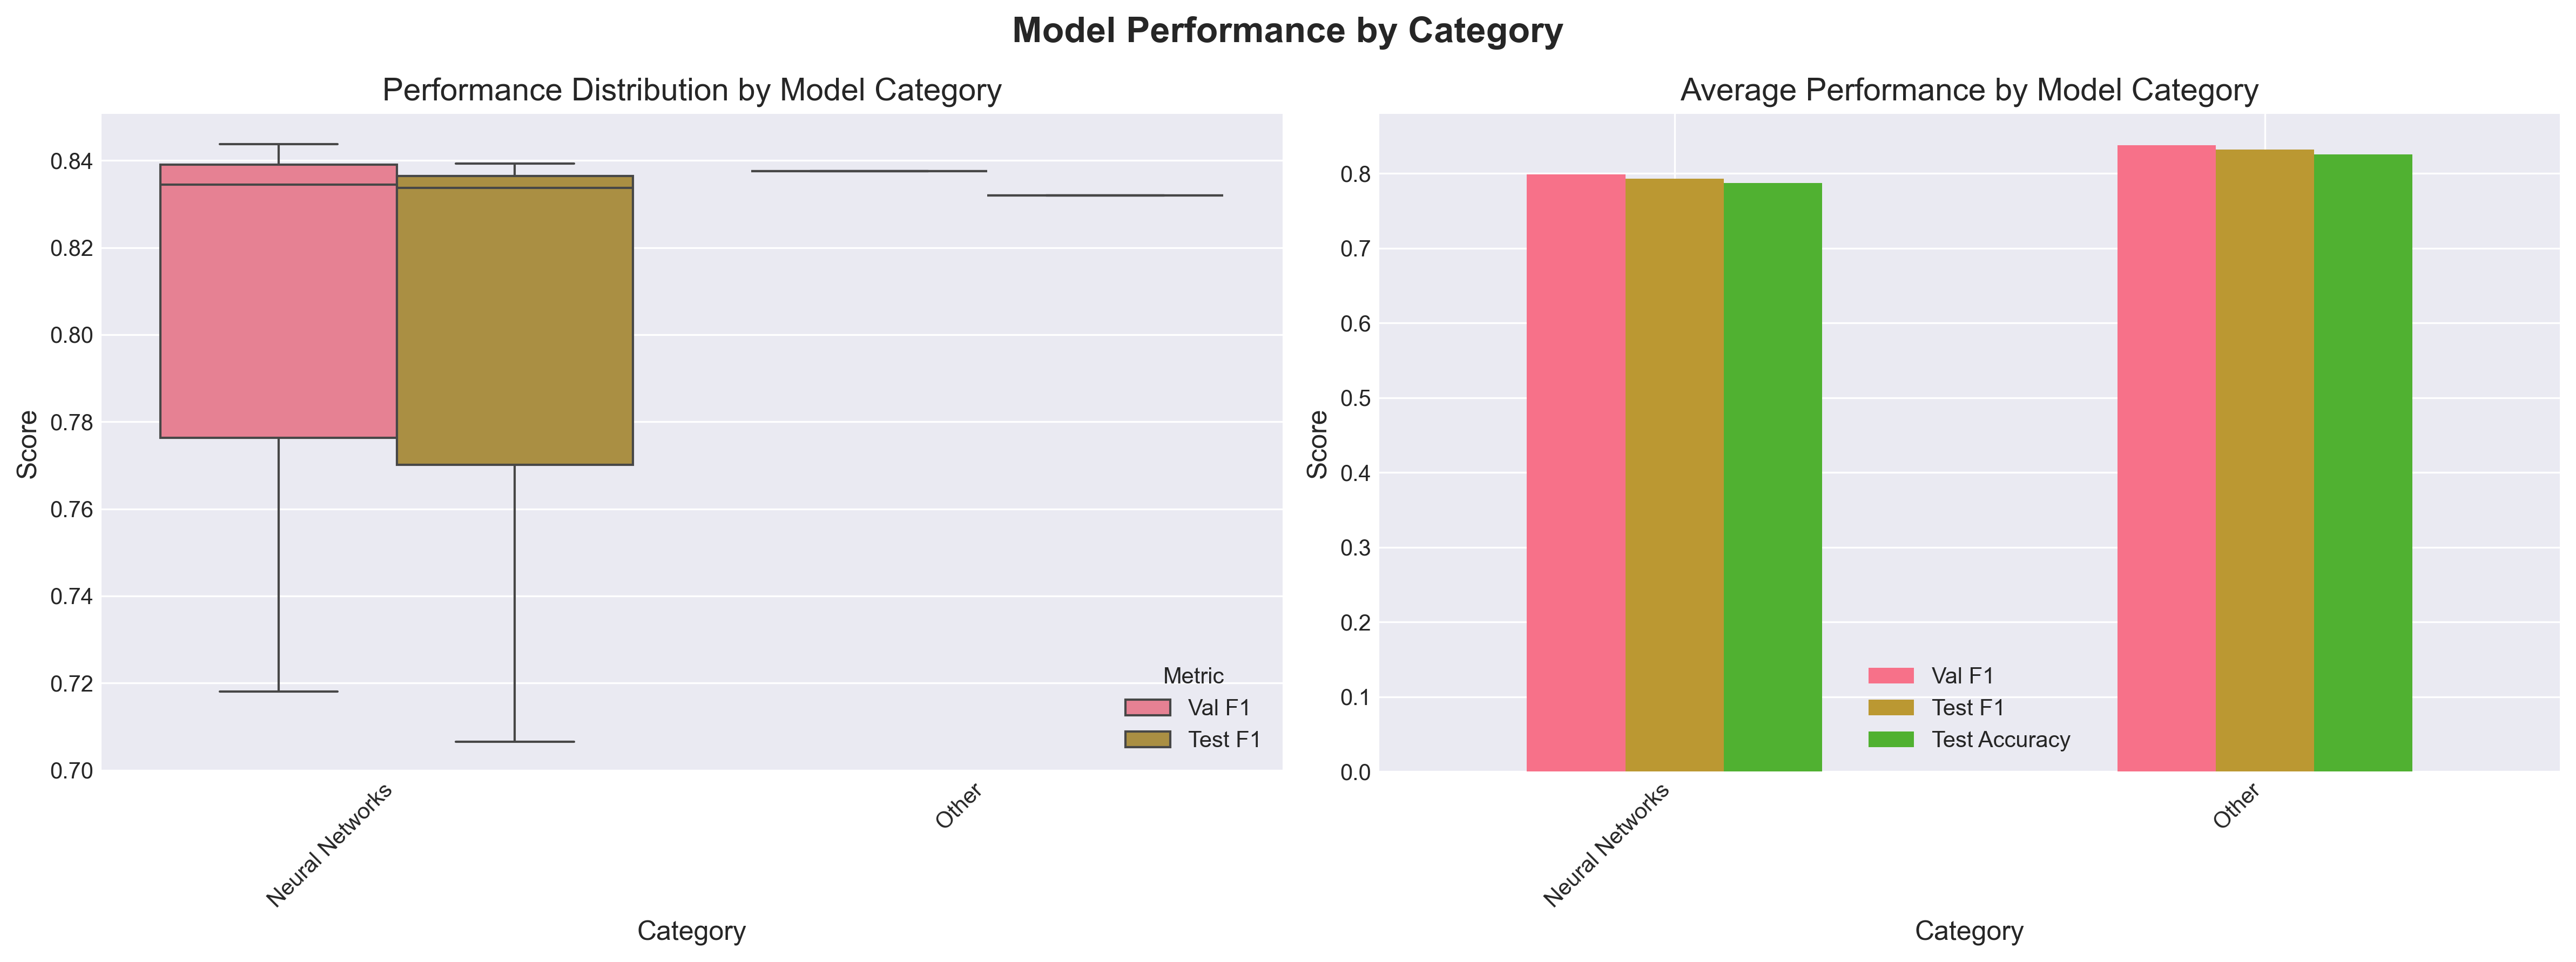 Model Performance by Category
Performance Distribution by Model Category
Score
0.84
0.82
0.80
0.78
0.76
0.74
0.72
0.70
Metric
Val F1
Test F1
Neural Networks
Other
Category
Average Performance by Model Category
Score
0.8
0.7
0.6
0.5
0.4
0.3
0.2
0.1
0.0
Val F1
Test F1
Test Accuracy
Neural Networks
Other
Category